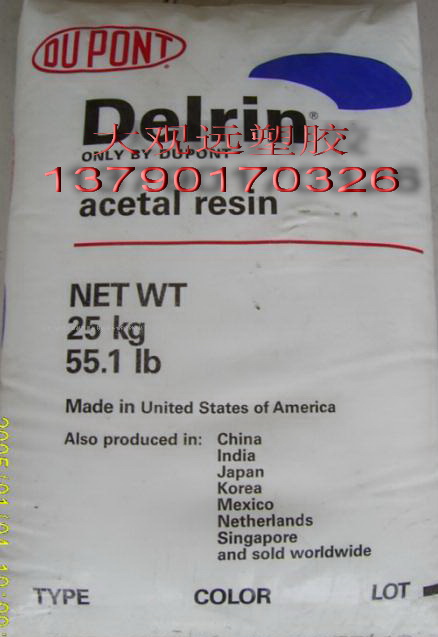 DU PONT
Delrin®
大观远塑胶
ONLY BY DUPONT
13790170326
acetal resin
NET WT
25 kg
55.1 lb
Made in United States of America
Also produced in: China
India
Japan
Korea
Mexico
Netherlands
Singapore
and sold worldwide
TYPE COLOR LOT